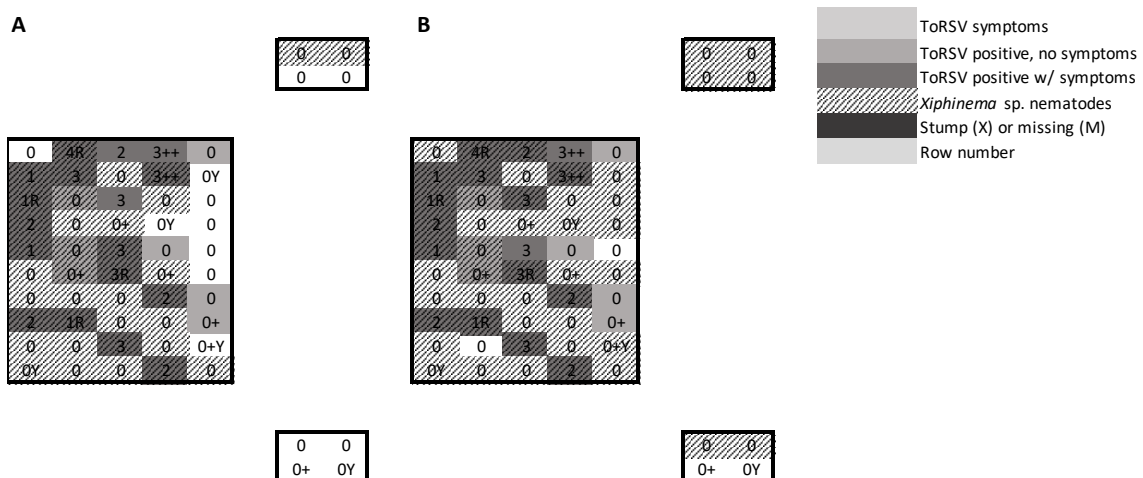 A
B
ToRSV symptoms
ToRSV positive, no symptoms
ToRSV positive w/ symptoms
Xiphinema sp. nematodes
Stump (X) or missing (M)
Row number
0 0
0 0
0 0
0 0
0 4R 2 3++ 0
1 3 0 3++ 0Y
1R 0 3 0 0
2 0 0+ 0Y 0
1 0 3 0 0
0 0+ 3R 0+ 0
0 0 0 2 0
2 1R 0 0 0+
0 0 3 0 0+Y
0Y 0 0 2 0
0 4R 2 3++ 0
1 3 0 3++ 0
1R 0 3 0 0
2 0 0+ 0Y 0
1 0 3 0 0
0 0+ 3R 0+ 0
0 0 0 2 0
2 1R 0 0 0+
0 0 3 0 0+Y
0Y 0 0 2 0
0 0
0+ 0Y
0 0
0+ 0Y